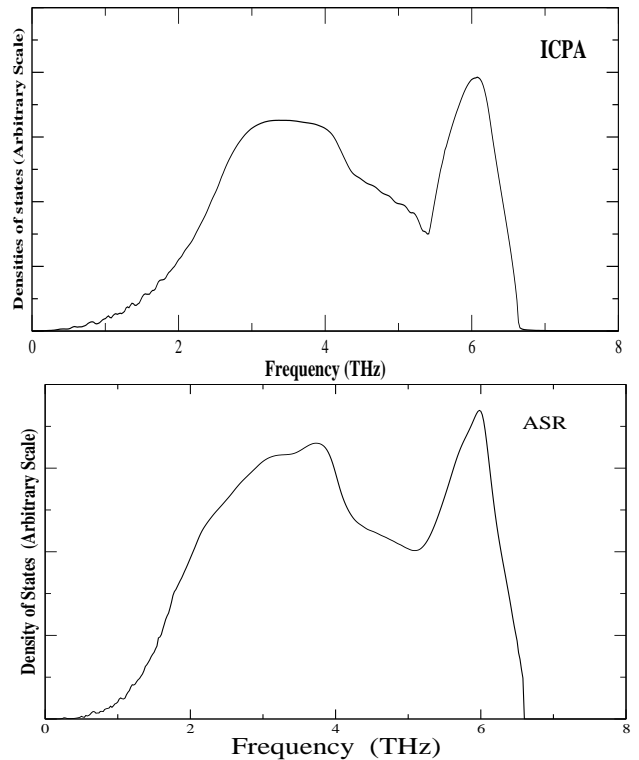 ICPA
Densities of states (Arbitrary Scale)
0 2 4 6 8
Frequency (THz)
ASR
Density of States (Arbitrary Scale)
0 2 4 6 8
Frequency (THz)